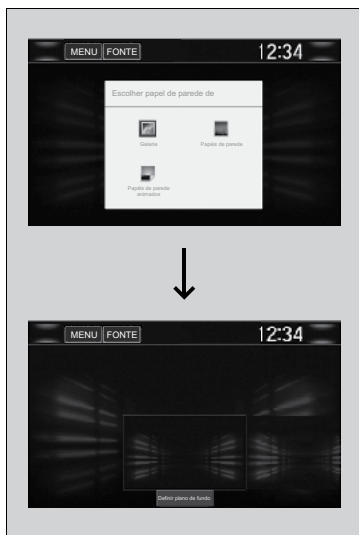 MENU FONTE 12:34
Escolher papel de parede de
Galeria Papéis de parede
Papéis de parede
animados
MENU FONTE 12:34
Definir plano de fundo